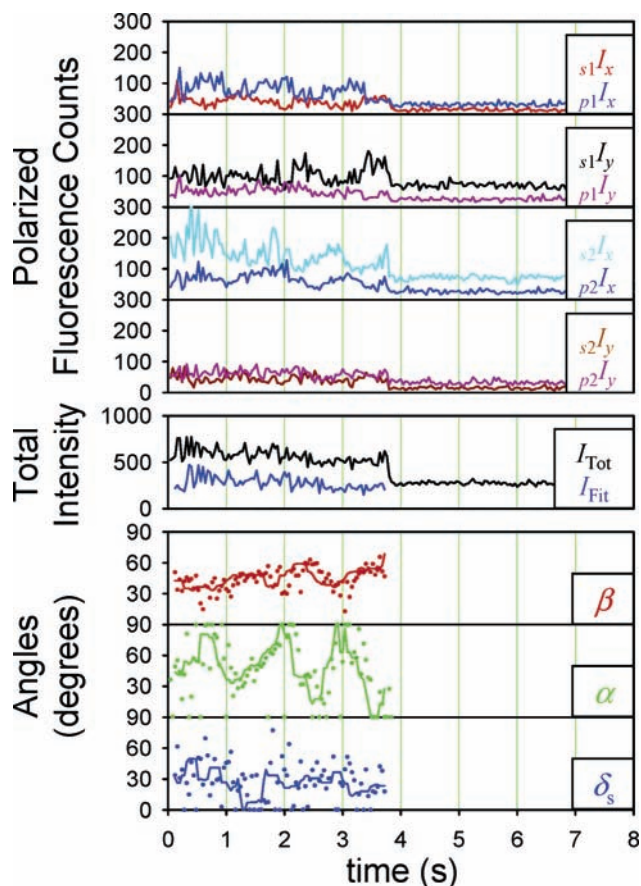 Polarized
Fluorescence Counts
300
200
100
300
s1Ix
p1Ix
200
100
300
s1Iy
p1Iy
200
100
300
s2Ix
p2Ix
200
100
0
s2Iy
p2Iy
Total
Intensity
1000
500
0
ITot
IFit
Angles
(degrees)
90
60
30
90
β
60
30
90
α
60
30
0
δs
0 1 2 3 4 5 6 7 8
time (s)